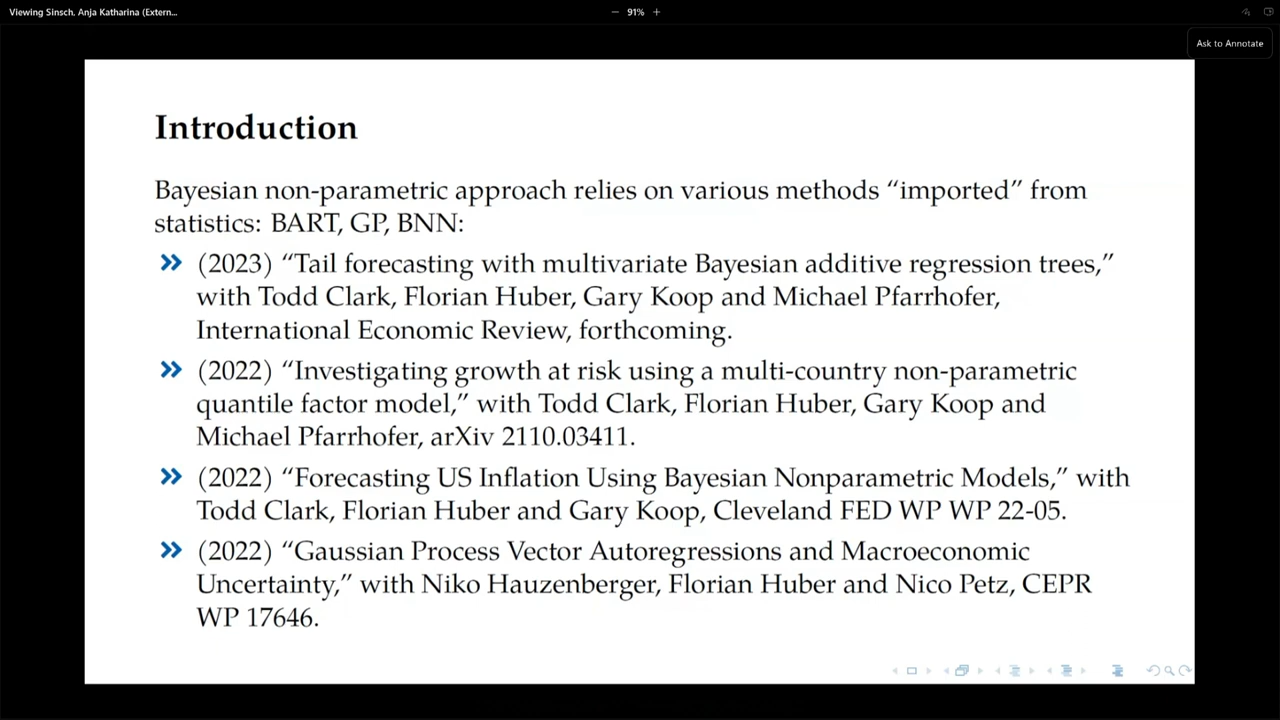 Viewing Sinsch, Anja Katharina (Extern...
− 91% +
Ask to Annotate
Introduction
Bayesian non-parametric approach relies on various methods “imported” from
statistics: BART, GP, BNN:
(2023) “Tail forecasting with multivariate Bayesian additive regression trees,”
with Todd Clark, Florian Huber, Gary Koop and Michael Pfarrhofer,
International Economic Review, forthcoming.
(2022) “Investigating growth at risk using a multi-country non-parametric
quantile factor model,” with Todd Clark, Florian Huber, Gary Koop and
Michael Pfarrhofer, arXiv 2110.03411.
(2022) “Forecasting US Inflation Using Bayesian Nonparametric Models,” with
Todd Clark, Florian Huber and Gary Koop, Cleveland FED WP WP 22-05.
(2022) “Gaussian Process Vector Autoregressions and Macroeconomic
Uncertainty,” with Niko Hauzenberger, Florian Huber and Nico Petz, CEPR
WP 17646.